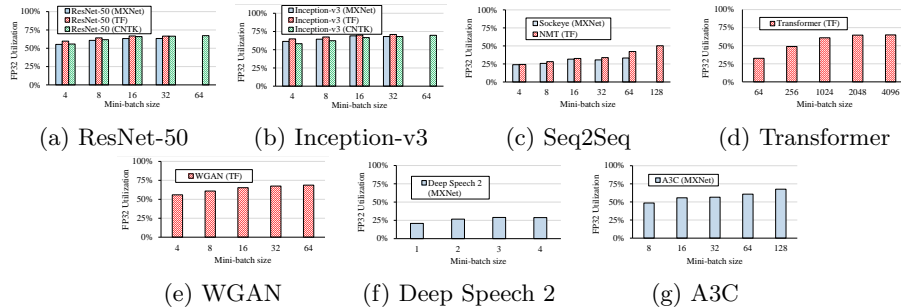 100%
75%
50%
25%
0%
FP32 Utilization
ResNet-50 (MXNet)
ResNet-50 (TF)
ResNet-50 (CNTK)
4 8 16 32 64
Mini-batch size
(a) ResNet-50
100%
75%
50%
25%
0%
FP32 Utilization
Inception-v3 (MXNet)
Inception-v3 (TF)
Inception-v3 (CNTK)
4 8 16 32 64
Mini-batch size
(b) Inception-v3
100%
75%
50%
25%
0%
FP32 Utilization
Sockeye (MXNet)
NMT (TF)
4 8 16 32 64 128
Mini-batch size
(c) Seq2Seq
100%
75%
50%
25%
0%
FP32 Utilization
Transformer (TF)
64 256 1024 2048 4096
Mini-batch size
(d) Transformer
100%
75%
50%
25%
0%
FP32 Utilization
WGAN (TF)
4 8 16 32 64
Mini-batch size
(e) WGAN
100%
75%
50%
25%
0%
FP32 Utilization
Deep Speech 2
(MXNet)
1 2 3 4
Mini-batch size
(f) Deep Speech 2
100%
75%
50%
25%
0%
FP32 Utilization
A3C (MXNet)
8 16 32 64 128
Mini-batch size
(g) A3C